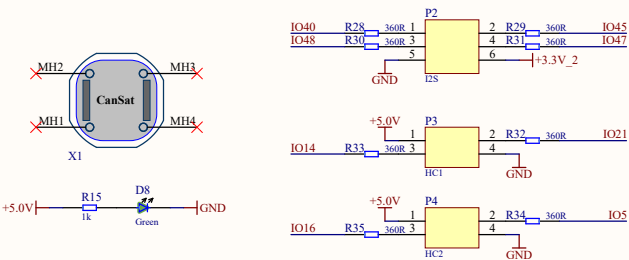 MH2
MH3
CanSat
MH1
MH4
X1
+5.0V
R15
1k
D8
Green
GND
P2
IO40
R28
360R
1
2
R29
360R
IO45
IO48
R30
360R
3
4
R31
360R
IO47
5
6
+3.3V_2
GND
I2S
P3
+5.0V
1
2
R32
360R
IO21
IO14
R33
360R
3
4
HC1
GND
P4
+5.0V
1
2
R34
360R
IO5
IO16
R35
360R
3
4
HC2
GND